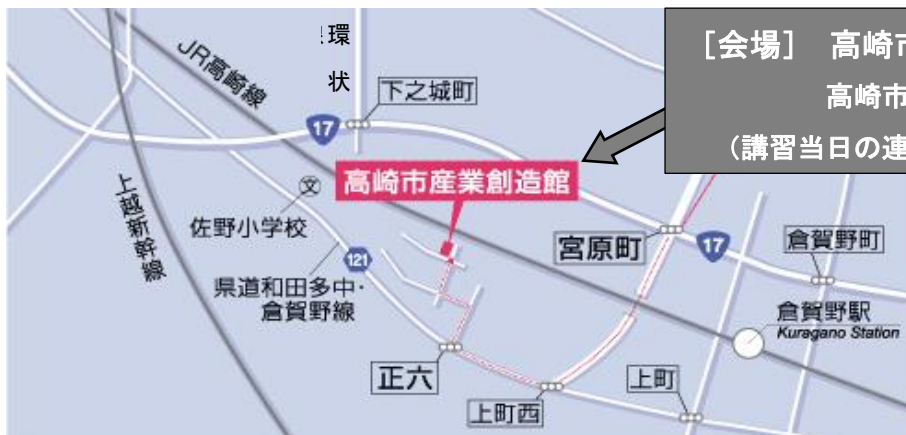 環
状
JR高崎線
下之城町
17
[会場] 高崎市
高崎市
（講習当日の連
高崎市産業創造館
文
佐野小学校
上越新幹線
121
県道和田多中・
倉賀野線
宮原町
17
倉賀野町
倉賀野駅
Kuragano Station
正六
上町西
上町